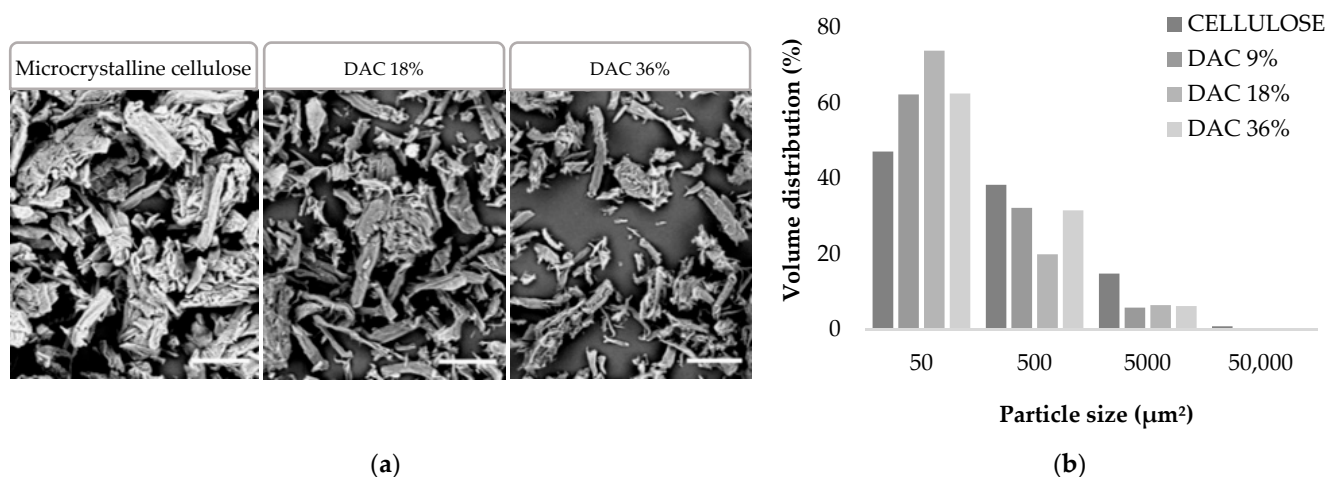 Microcrystalline cellulose
DAC 18%
DAC 36%
(a)
Volume distribution (%)
80
60
40
20
0
50
500
5000
50,000
Particle size (µm²)
CELLULOSE
DAC 9%
DAC 18%
DAC 36%
(b)